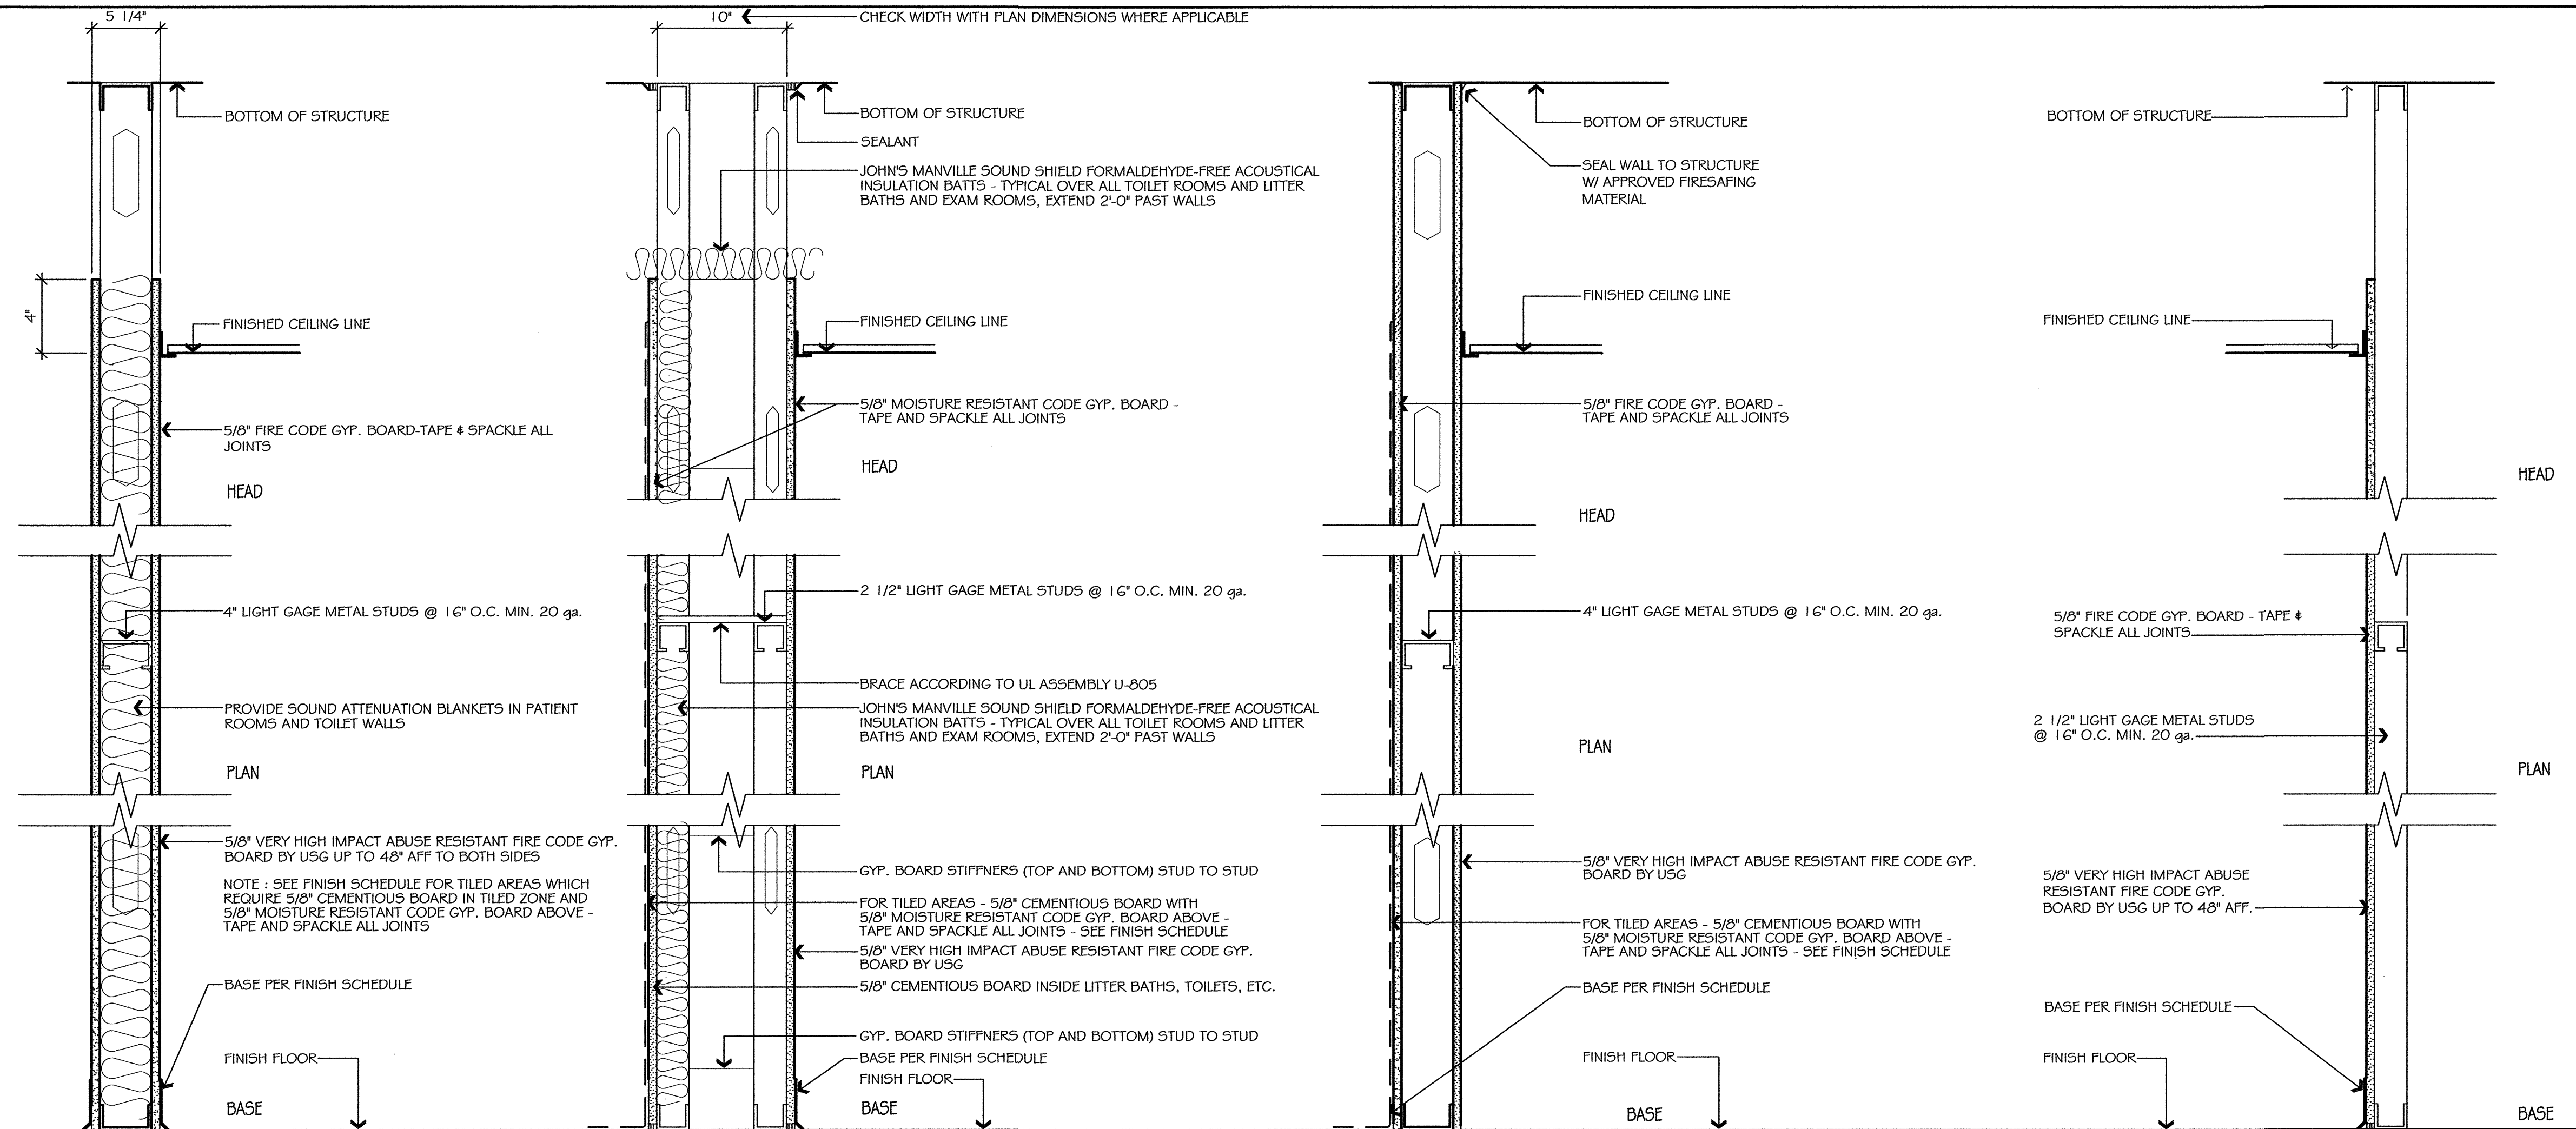 5 1/4"
BOTTOM OF STRUCTURE
4"
FINISHED CEILING LINE
5/8" FIRE CODE GYP. BOARD-TAPE & SPACKLE ALL
JOINTS
HEAD
4" LIGHT GAGE METAL STUDS @ 16" O.C. MIN. 20 ga.
PROVIDE SOUND ATTENUATION BLANKETS IN PATIENT
ROOMS AND TOILET WALLS
PLAN
5/8" VERY HIGH IMPACT ABUSE RESISTANT FIRE CODE GYP.
BOARD BY USG UP TO 48" AFF TO BOTH SIDES
NOTE : SEE FINISH SCHEDULE FOR TILED AREAS WHICH
REQUIRE 5/8" CEMENTIOUS BOARD IN TILED ZONE AND
5/8" MOISTURE RESISTANT CODE GYP. BOARD ABOVE -
TAPE AND SPACKLE ALL JOINTS
BASE PER FINISH SCHEDULE
FINISH FLOOR
BASE
10"
CHECK WIDTH WITH PLAN DIMENSIONS WHERE APPLICABLE
BOTTOM OF STRUCTURE
SEALANT
JOHN'S MANVILLE SOUND SHIELD FORMALDEHYDE-FREE ACOUSTICAL
INSULATION BATTS - TYPICAL OVER ALL TOILET ROOMS AND LITTER
BATHS AND EXAM ROOMS, EXTEND 2'-0" PAST WALLS
FINISHED CEILING LINE
5/8" MOISTURE RESISTANT CODE GYP. BOARD -
TAPE AND SPACKLE ALL JOINTS
HEAD
2 1/2" LIGHT GAGE METAL STUDS @ 16" O.C. MIN. 20 ga.
BRACE ACCORDING TO UL ASSEMBLY U-805
JOHN'S MANVILLE SOUND SHIELD FORMALDEHYDE-FREE ACOUSTICAL
INSULATION BATTS - TYPICAL OVER ALL TOILET ROOMS AND LITTER
BATHS AND EXAM ROOMS, EXTEND 2'-0" PAST WALLS
PLAN
GYP. BOARD STIFFNERS (TOP AND BOTTOM) STUD TO STUD
FOR TILED AREAS - 5/8" CEMENTIOUS BOARD WITH
5/8" MOISTURE RESISTANT CODE GYP. BOARD ABOVE -
TAPE AND SPACKLE ALL JOINTS - SEE FINISH SCHEDULE
5/8" VERY HIGH IMPACT ABUSE RESISTANT FIRE CODE GYP.
BOARD BY USG
5/8" CEMENTIOUS BOARD INSIDE LITTER BATHS, TOILETS, ETC.
GYP. BOARD STIFFNERS (TOP AND BOTTOM) STUD TO STUD
BASE PER FINISH SCHEDULE
FINISH FLOOR
BASE
BOTTOM OF STRUCTURE
SEAL WALL TO STRUCTURE
W/ APPROVED FIRESAFING
MATERIAL
FINISHED CEILING LINE
5/8" FIRE CODE GYP. BOARD -
TAPE AND SPACKLE ALL JOINTS
HEAD
4" LIGHT GAGE METAL STUDS @ 16" O.C. MIN. 20 ga.
PLAN
5/8" VERY HIGH IMPACT ABUSE RESISTANT FIRE CODE GYP.
BOARD BY USG
FOR TILED AREAS - 5/8" CEMENTIOUS BOARD WITH
5/8" MOISTURE RESISTANT CODE GYP. BOARD ABOVE -
TAPE AND SPACKLE ALL JOINTS - SEE FINISH SCHEDULE
BASE PER FINISH SCHEDULE
FINISH FLOOR
BASE
BOTTOM OF STRUCTURE
FINISHED CEILING LINE
HEAD
5/8" FIRE CODE GYP. BOARD - TAPE &
SPACKLE ALL JOINTS
2 1/2" LIGHT GAGE METAL STUDS
@ 16" O.C. MIN. 20 ga.
PLAN
5/8" VERY HIGH IMPACT ABUSE
RESISTANT FIRE CODE GYP.
BOARD BY USG UP TO 48" AFF.
BASE PER FINISH SCHEDULE
FINISH FLOOR
BASE